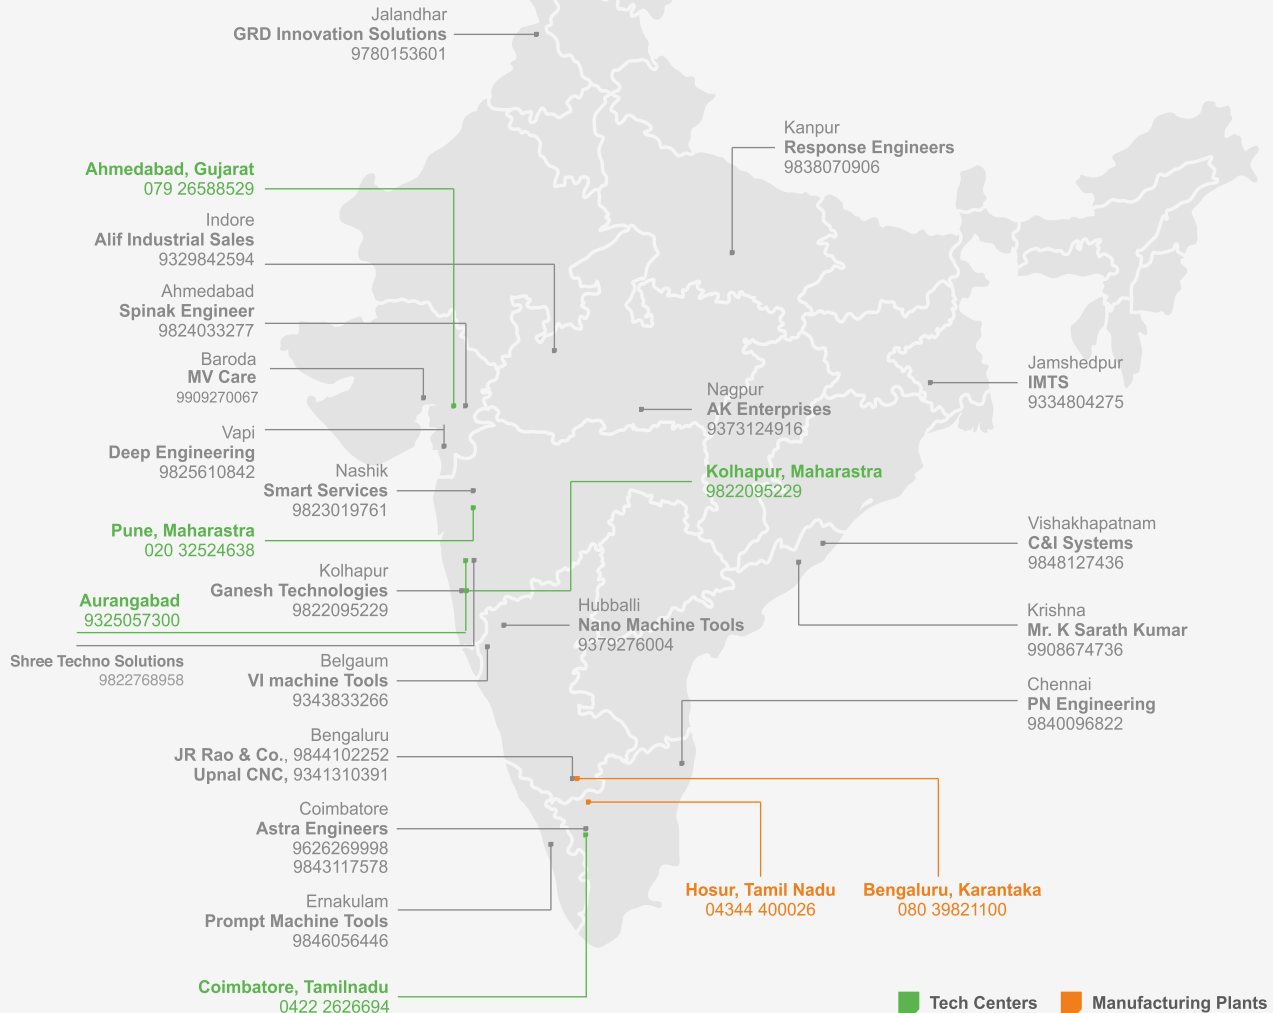 Jalandhar
GRD Innovation Solutions
9780153601
Kanpur
Response Engineers
9838070906
Ahmedabad, Gujarat
079 26588529
Indore
Alif Industrial Sales
9329842594
Ahmedabad
Spinak Engineer
9824033277
Baroda
MV Care
9909270067
Jamshedpur
IMTS
9334804275
Nagpur
AK Enterprises
9373124916
Vapi
Deep Engineering
9825610842
Nashik
Smart Services
9823019761
Kolhapur, Maharastra
9822095229
Pune, Maharastra
020 32524638
Vishakhapatnam
C&I Systems
9848127436
Kolhapur
Ganesh Technologies
9822095229
Aurangabad
9325057300
Hubballi
Nano Machine Tools
9379276004
Krishna
Mr. K Sarath Kumar
9908674736
Shree Techno Solutions
9822768958
Belgaum
VI machine Tools
9343833266
Chennai
PN Engineering
9840096822
Bengaluru
JR Rao & Co., 9844102252
Upnal CNC, 9341310391
Coimbatore
Astra Engineers
9626269998
9843117578
Hosur, Tamil Nadu
04344 400026
Bengaluru, Karantaka
080 39821100
Ernakulam
Prompt Machine Tools
9846056446
Coimbatore, Tamilnadu
0422 2626694
Tech Centers
Manufacturing Plants